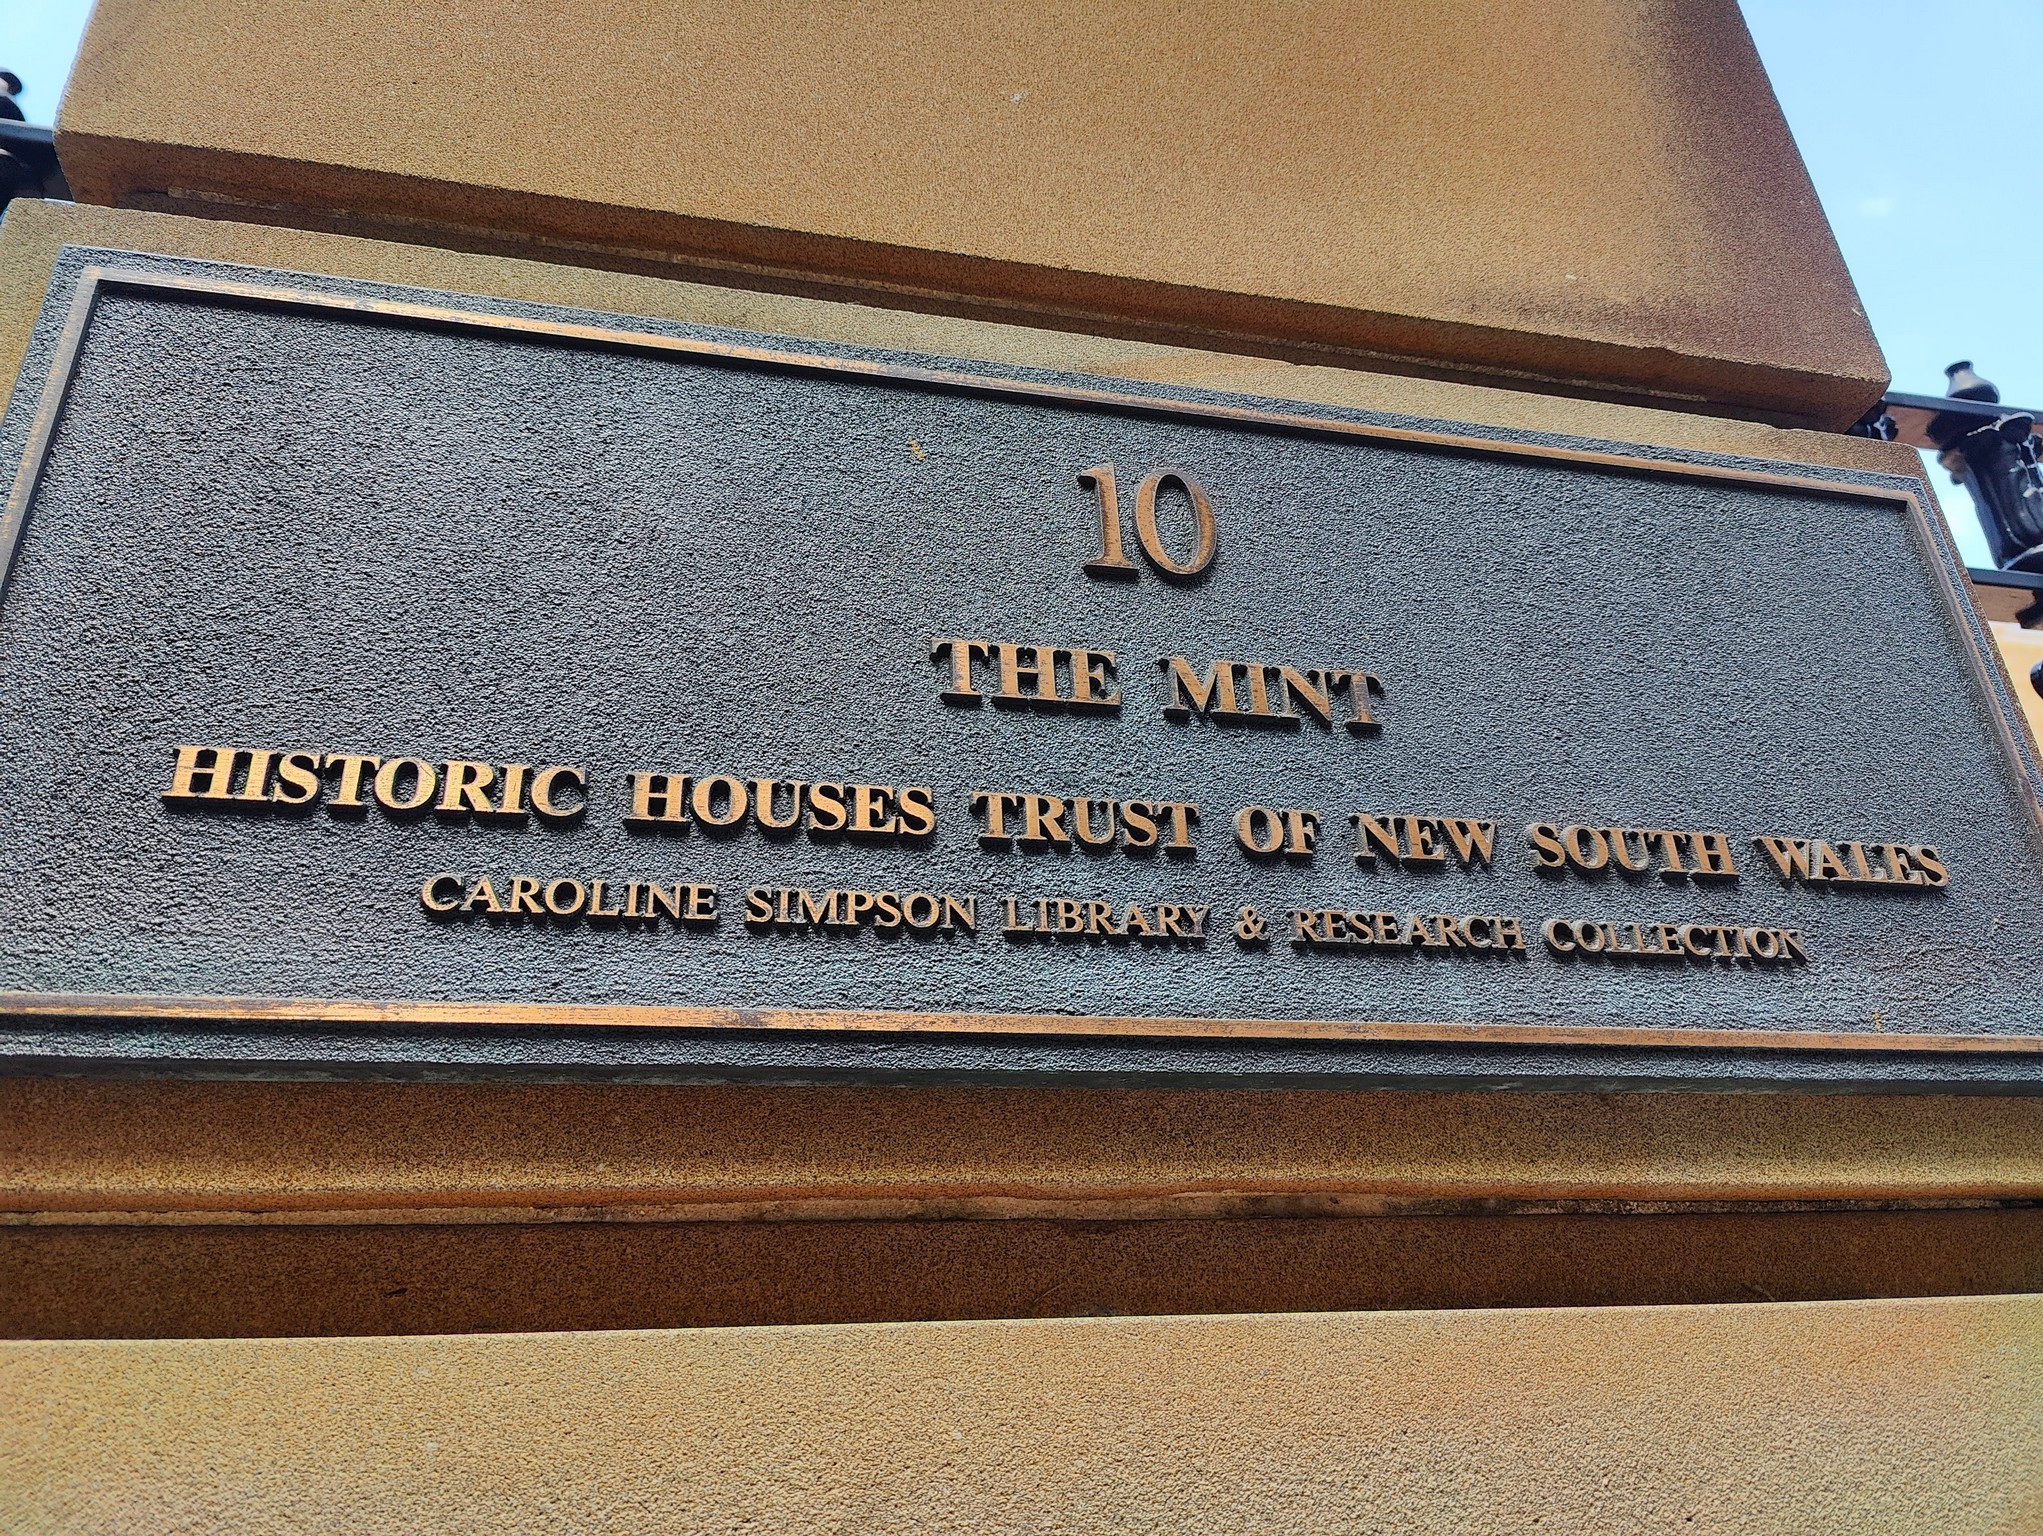 10
THE MINT
HISTORIC HOUSES TRUST OF NEW SOUTH WALES
CAROLINE SIMPSON LIBRARY & RESEARCH COLLECTION